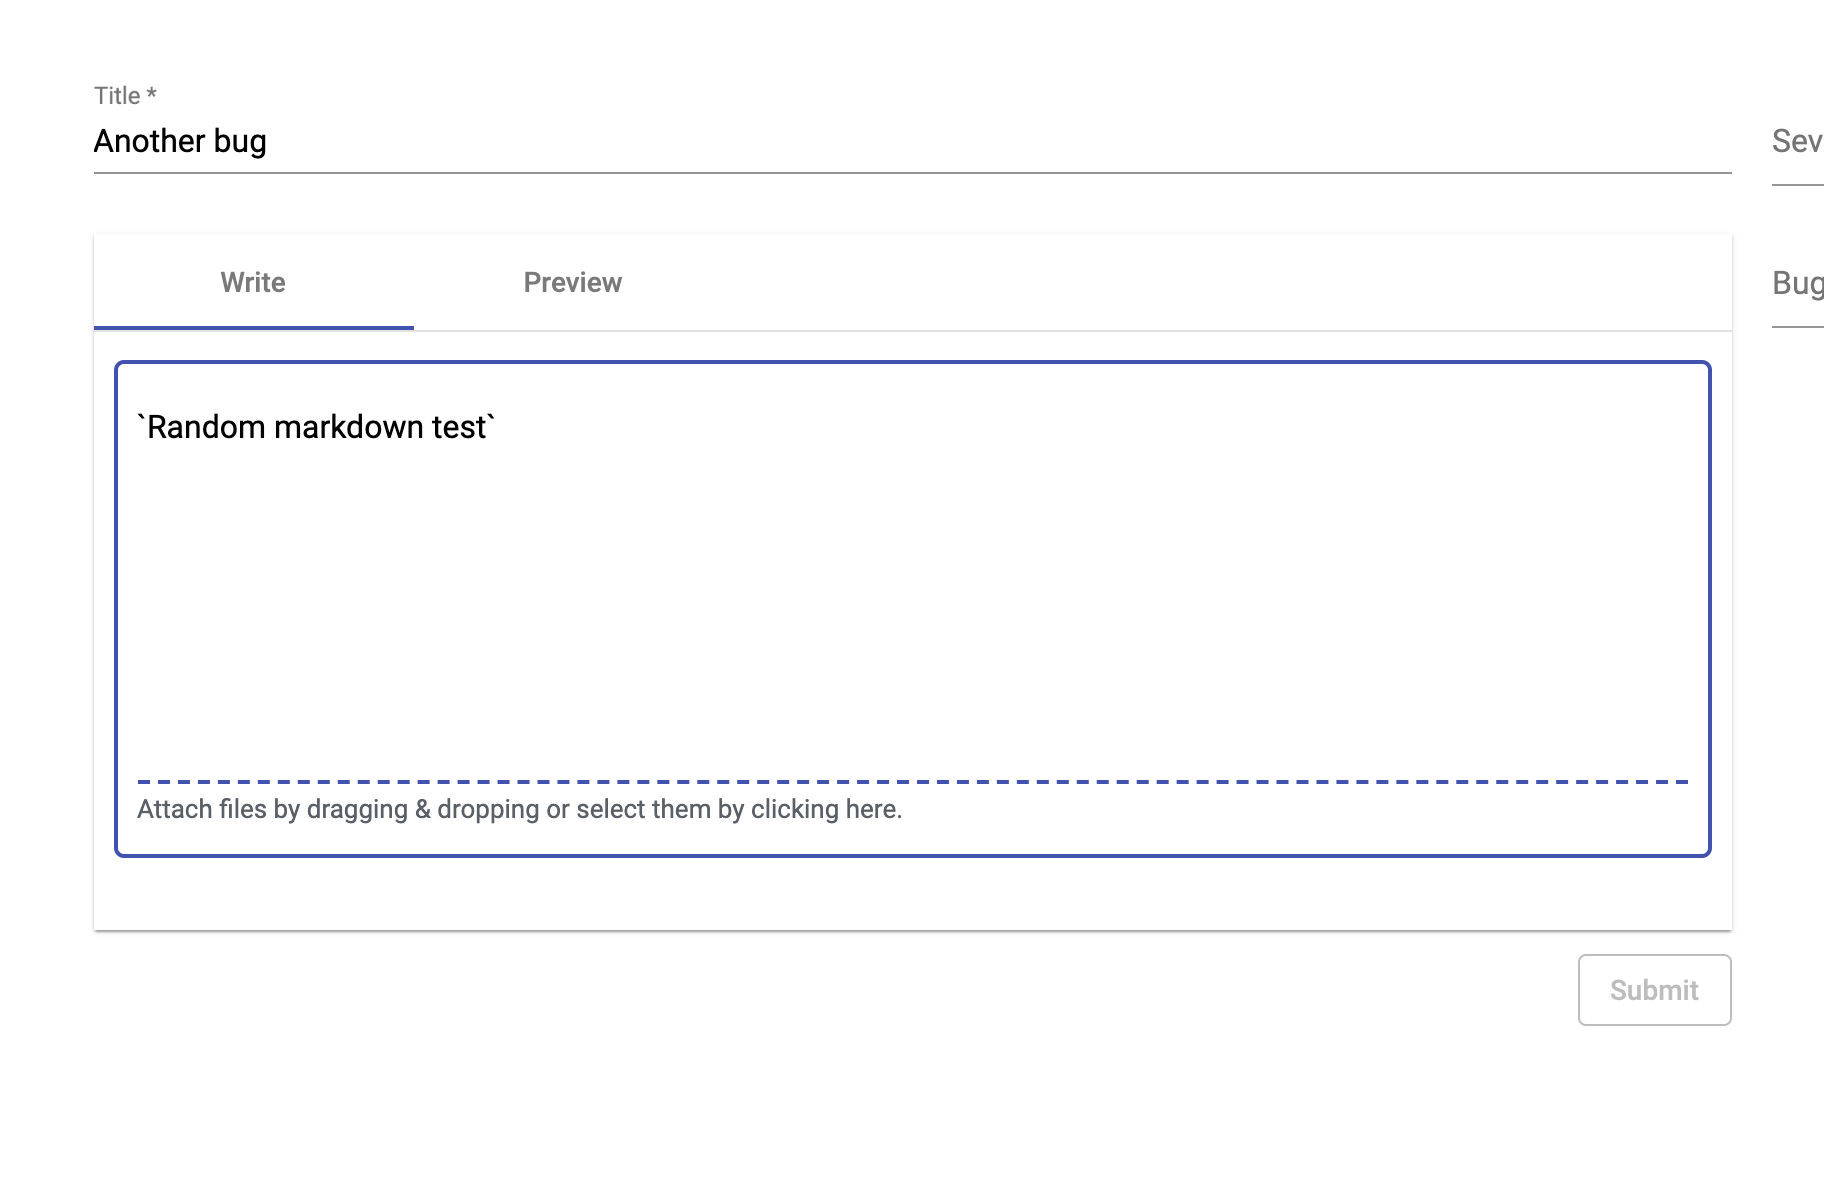 Title *
Another bug
Sev
Write
Preview
Bug
`Random markdown test`
Attach files by dragging & dropping or select them by clicking here.
Submit